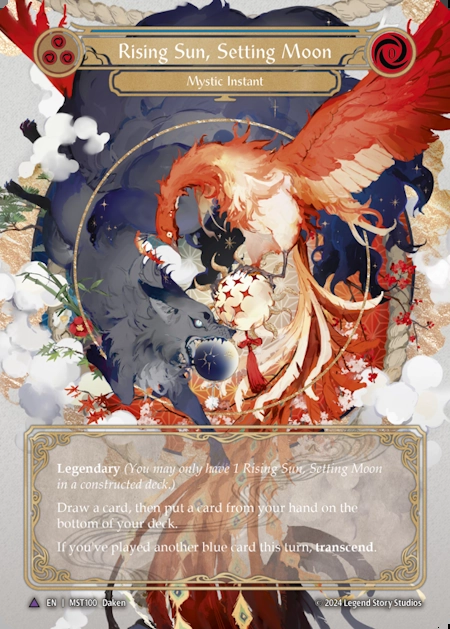 Rising Sun, Setting Moon
Mystic Instant
Legendary (You may only have 1 Rising Sun, Setting Moon
in a constructed deck.)
Draw a card, then put a card from your hand on the
bottom of your deck.
If you've played another blue card this turn, transcend.
EN | MST100 Daken
© 2024 Legend Story Studios